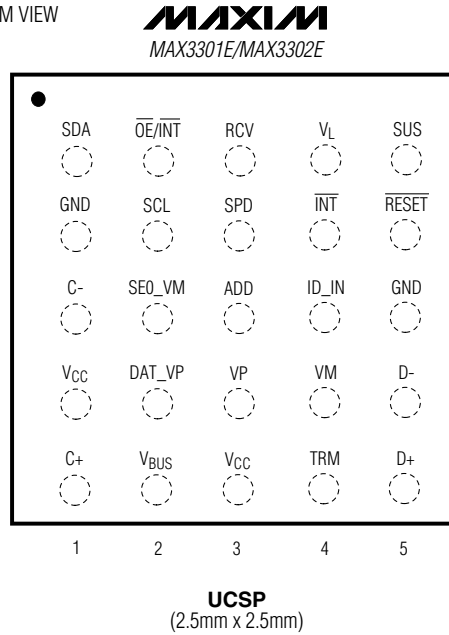 M VIEW
MAXIM
MAX3301E/MAX3302E
SDA OE/INT RCV VL SUS
GND SCL SPD INT RESET
C- SE0_VM ADD ID_IN GND
VCC DAT_VP VP VM D-
C+ VBUS VCC TRM D+
1 2 3 4 5
UCSP
(2.5mm x 2.5mm)